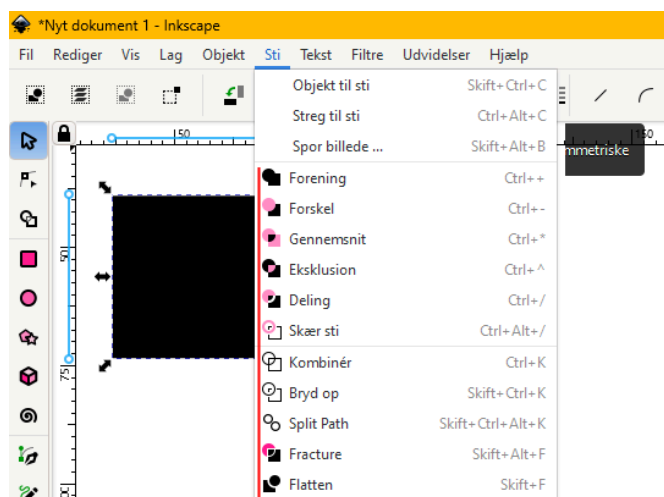 *Nyt dokument 1 - Inkscape
Fil Rediger Vis Lag Objekt Sti Tekst Filtre Udvidelser Hjælp
Objekt til sti Skift+Ctrl+C
Streg til sti Ctrl+Alt+C
Spor billede ... Skift+Alt+B
50 150
mmetriske
Forening Ctrl++
Forskel Ctrl+-
Gennemsnit Ctrl+*
Eksklusion Ctrl+^
Deling Ctrl+/
Skær sti Ctrl+Alt+/
Kombinér Ctrl+K
Bryd op Skift+Ctrl+K
Split Path Skift+Ctrl+Alt+K
Fracture Skift+Alt+F
Flatten Skift+F
50
75